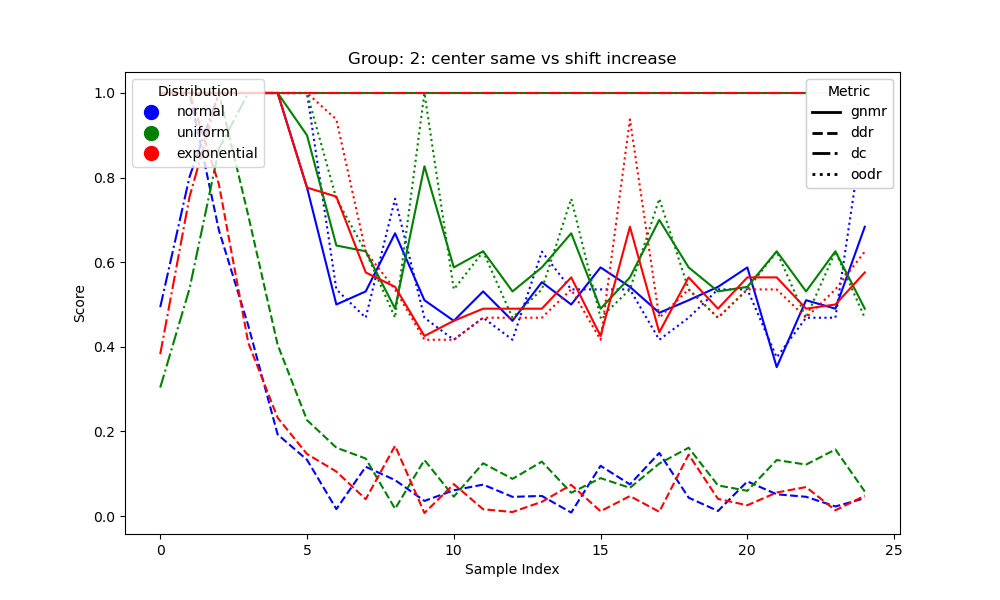 Group: 2: center same vs shift increase
Distribution
normal
uniform
exponential
Metric
gnmr
ddr
dc
oodr
Score
1.0
0.8
0.6
0.4
0.2
0.0
0
5
10
15
20
25
Sample Index